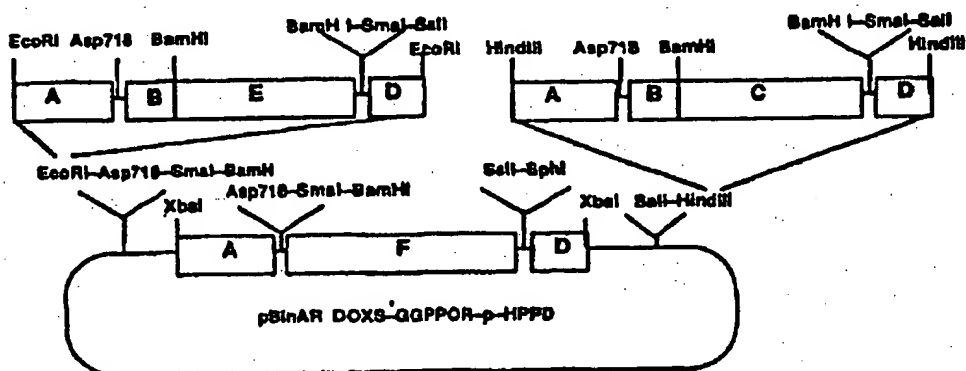 BamH I-SmaI-SalI
EcoRI Asp718 BamHI
EcoRI
A B E D
BamH I-SmaI-SalI
HindIII Asp718 BamHI
HindIII
A B C D
EcoRI-Asp718-SmaI-BamH
XbaI
Asp718-SmaI-BamHI
SalI-SphI
XbaI
SalI-HindIII
A F D
pBinAR DOXS-GGPPOR-p-HPPD